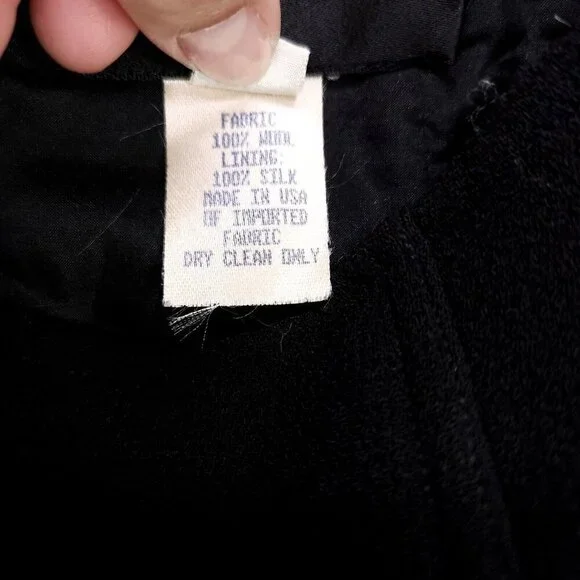 FABRIC
100% WOOL
LINING:
100% SILK
MADE IN USA
OF IMPORTED
FABRIC
DRY CLEAN ONLY